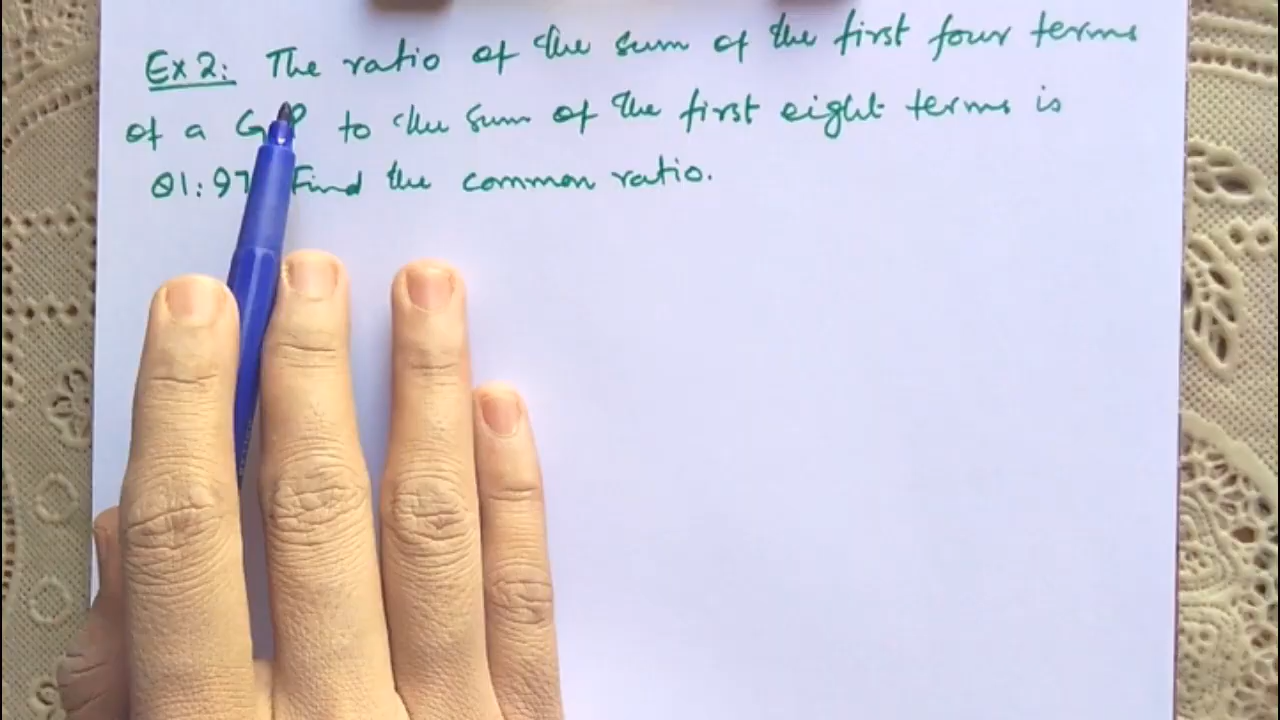 Ex 2: The ratio of the sum of the first four terms
of a GP to the sum of the first eight terms is
81:97. Find the common ratio.